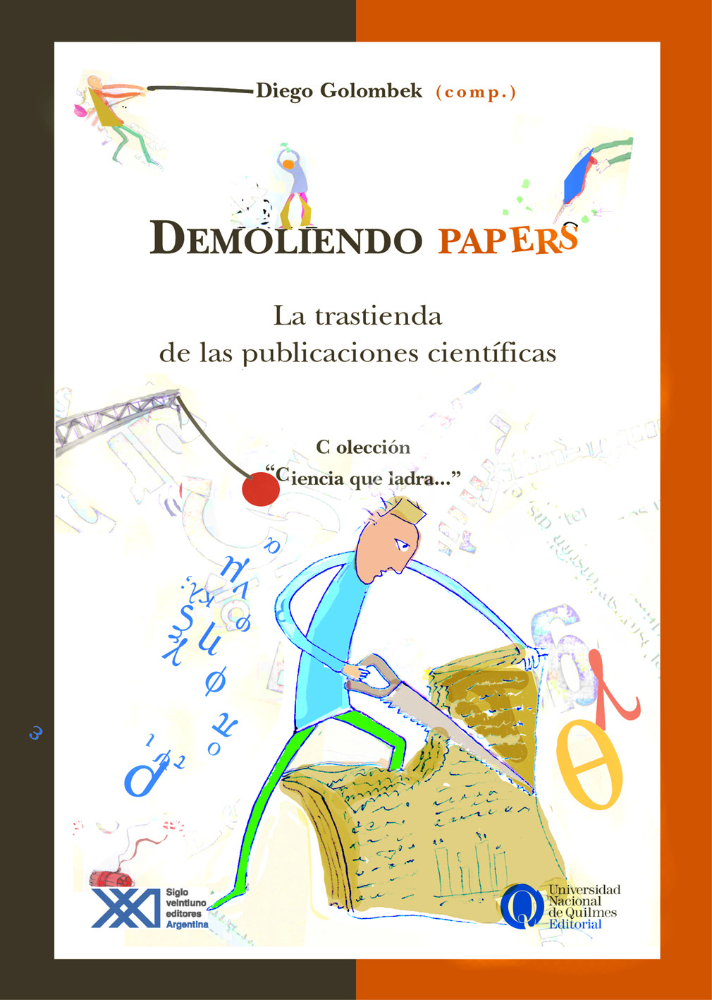 Diego Golombek (comp.)
DEMOLIENDO PAPERS
La trastienda
de las publicaciones científicas
C olección
“Ciencia que ladra...”
Siglo
veintiuno
editores
Argentina
Universidad
Nacional
de Quilmes
Editorial